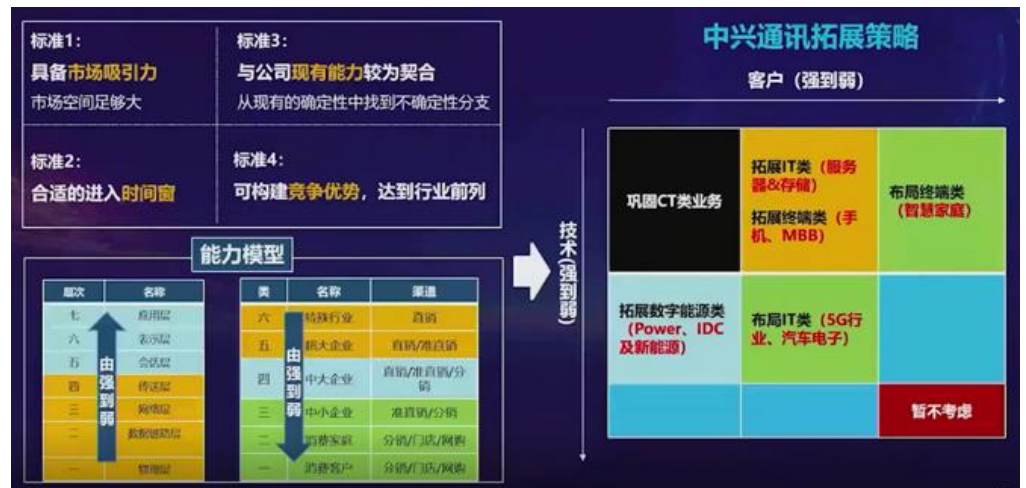 标准1：
具备市场吸引力
市场空间足够大
标准3：
与公司现有能力较为契合
从现有的确定性中找到不确定性分支
标准2：
合适的进入时间窗
标准4：
可构建竞争优势，达到行业前列
能力模型
层次 名称
七 应用层
六 表示层
五 会话层
四 传送层
三 网络层
二 数据链路层
一 物理层
由强到弱
类 名称 渠道
六 特殊行业 直销
五 超大企业 直销/准直销
四 中大企业 直销/准直销/分销
三 中小企业 准直销/分销
二 消费家庭 分销/门店/网购
一 消费客户 分销/门店/网购
由强到弱
中兴通讯拓展策略
客户（强到弱）
技术(强到弱)
巩固CT类业务
拓展IT类（服务
器&存储）
拓展终端类（手
机、MBB）
布局终端类
（智慧家庭）
拓展数字能源类
（Power、IDC
及新能源）
布局IT类（5G行
业、汽车电子）
暂不考虑